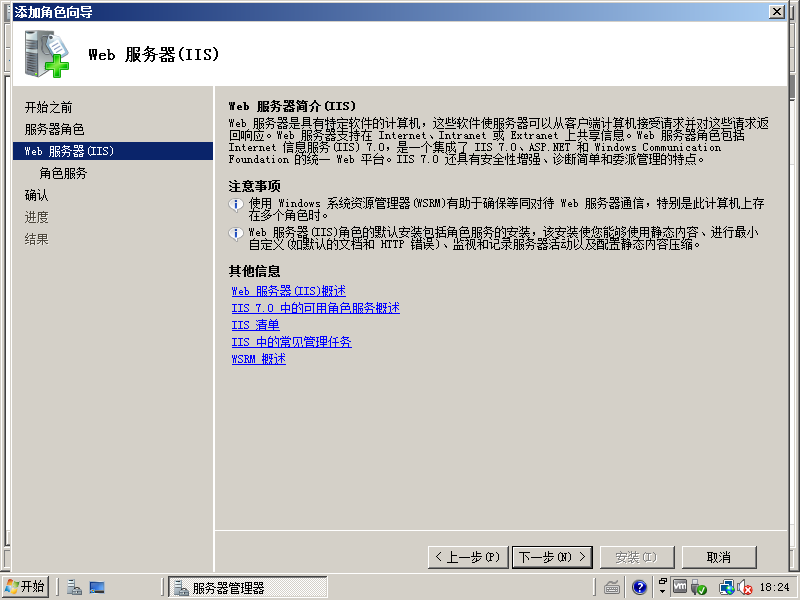 添加角色向导
Web 服务器(IIS)
开始之前
服务器角色
Web 服务器(IIS)
角色服务
确认
进度
结果
Web 服务器简介(IIS)
Web 服务器是具有特定软件的计算机，这些软件使服务器可以从客户端计算机接受请求并对这些请求返
回响应。Web 服务器支持在 Internet、Intranet 或 Extranet 上共享信息。Web 服务器角色包括
Internet 信息服务(IIS) 7.0，是一个集成了 IIS 7.0、ASP.NET 和 Windows Communication
Foundation 的统一 Web 平台。IIS 7.0 还具有安全性增强、诊断简单和委派管理的特点。
注意事项
使用 Windows 系统资源管理器(WSRM)有助于确保等同对待 Web 服务器通信，特别是此计算机上存
在多个角色时。
Web 服务器(IIS)角色的默认安装包括角色服务的安装，该安装使您能够使用静态内容、进行最小
自定义(如默认的文档和 HTTP 错误)、监视和记录服务器活动以及配置静态内容压缩。
其他信息
Web 服务器(IIS)概述
IIS 7.0 中的可用角色服务概述
IIS 清单
IIS 中的常见管理任务
WSRM 概述
< 上一步(P)
下一步(N) >
安装(I)
取消
开始
服务器管理器
18:24